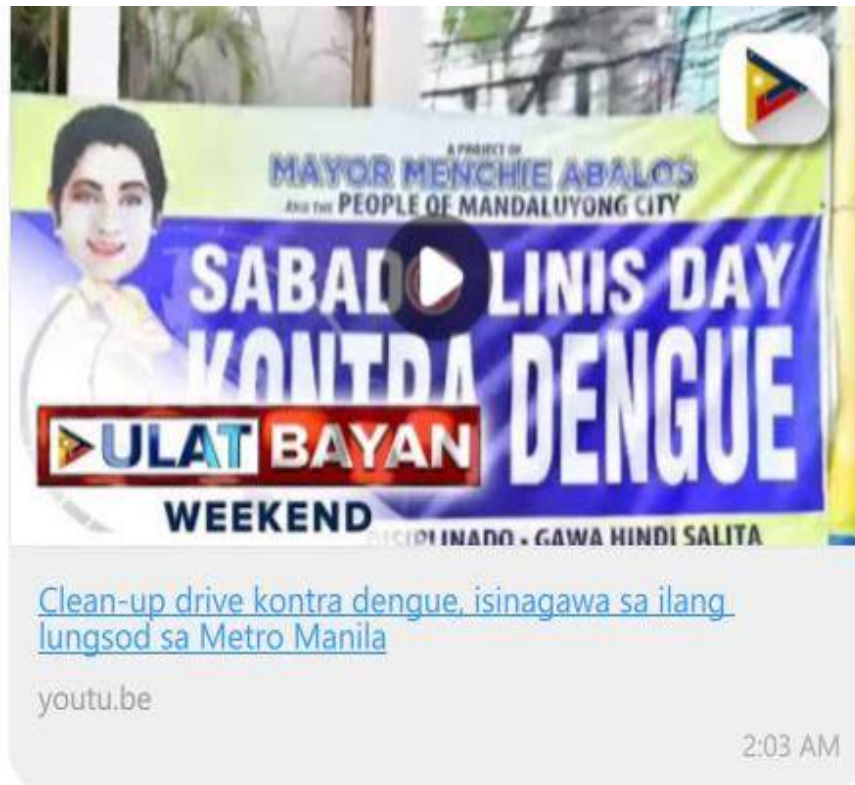 A PROJECT OF
MAYOR MENCHIE ABALOS
AND THE PEOPLE OF MANDALUYONG CITY
SABADO LINIS DAY
KONTRA DENGUE
ULAT BAYAN
WEEKEND
DISIPLINADO • GAWA HINDI SALITA
Clean-up drive kontra dengue, isinagawa sa ilang
lungsod sa Metro Manila
youtu.be
2:03 AM